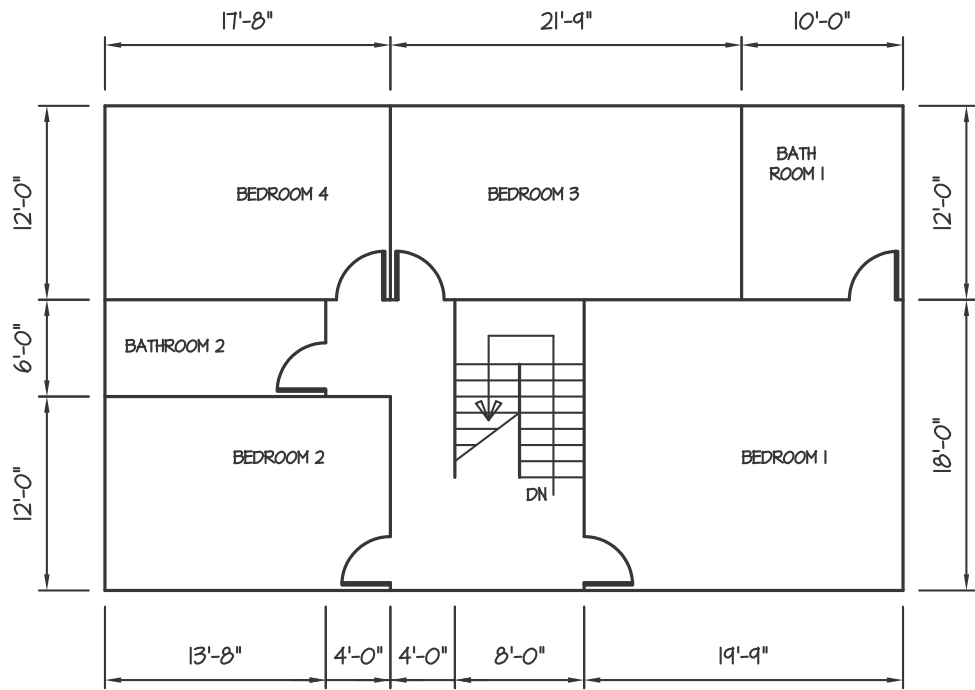 17'-8"
21'-9"
10'-0"
BATH
ROOM 1
BEDROOM 4
BEDROOM 3
12'-0"
12'-0"
BATHROOM 2
6'-0"
BEDROOM 2
BEDROOM 1
12'-0"
18'-0"
DN
13'-8"
4'-0"
4'-0"
8'-0"
19'-9"